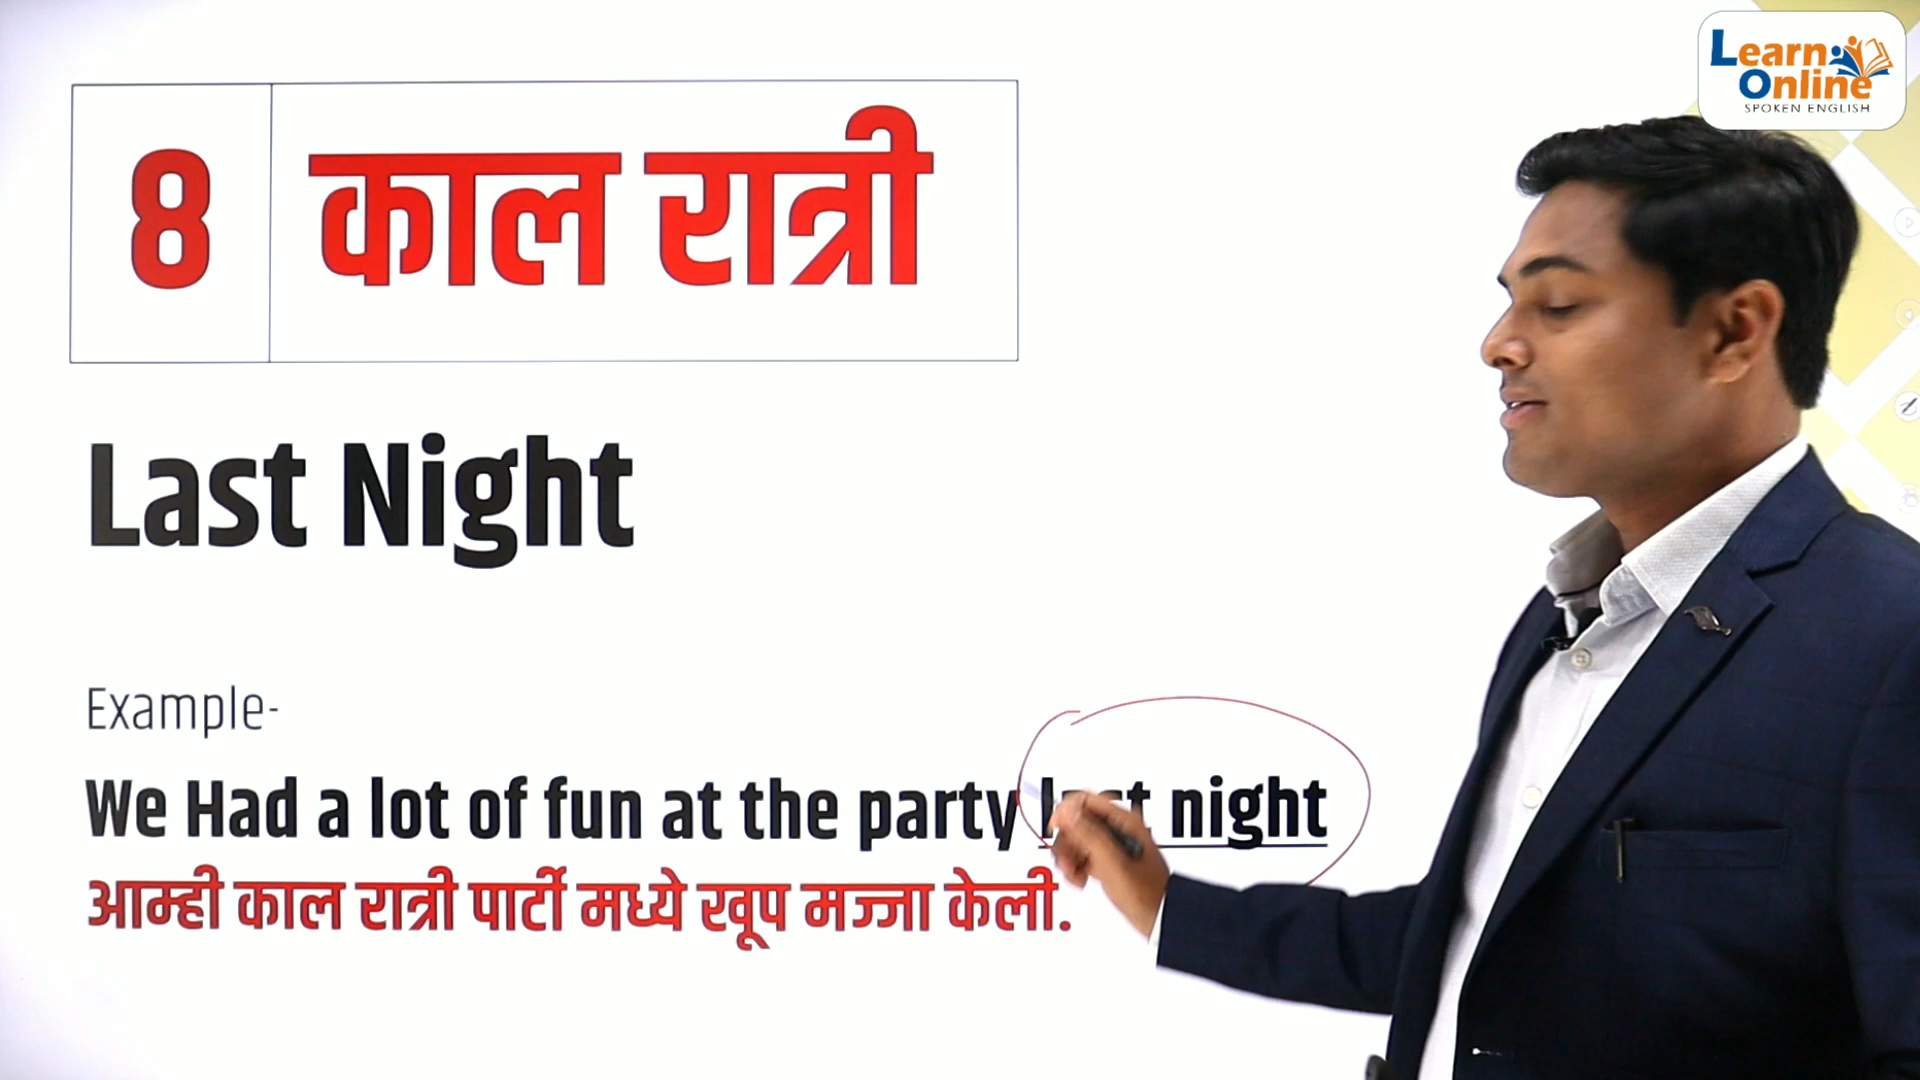 Learn
Online
SPOKEN ENGLISH
8 काल रात्री
Last Night
Example-
We Had a lot of fun at the party last night
आम्ही काल रात्री पार्टी मध्ये खूप मज्जा केली.